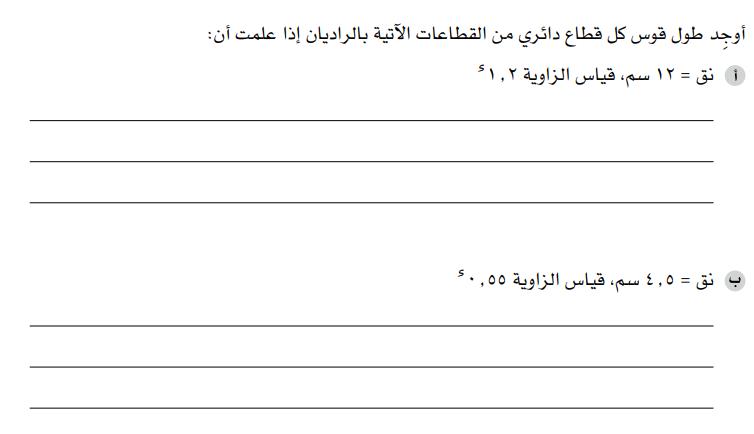 أوجِد طول قوس كل قطاع دائري من القطاعات الآتية بالراديان إذا علمت أن:
أ نق = ١٢ سم، قياس الزاوية ١,٢ ء
ب نق = ٤,٥ سم، قياس الزاوية ٠,٥٥ ء